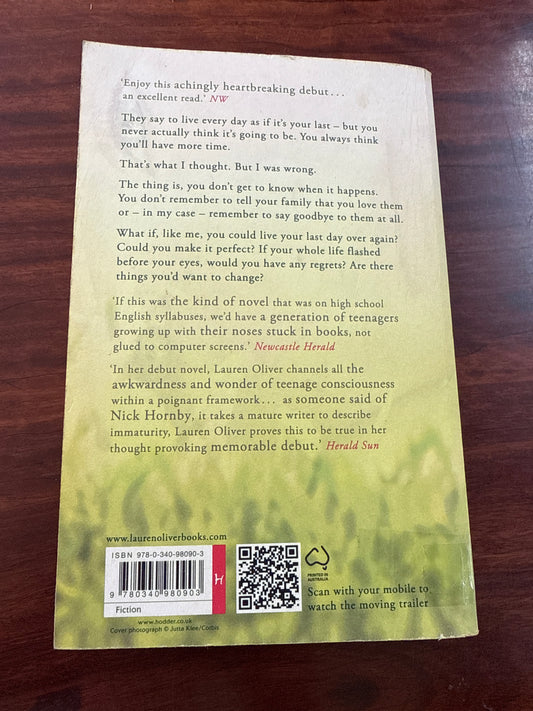 ‘Enjoy this achingly heartbreaking debut...
an excellent read.’ NW
They say to live every day as if it’s your last – but you
never actually think it’s going to be. You always think
you’ll have more time.
That’s what I thought. But I was wrong.
The thing is, you don’t get to know when it happens.
You don’t remember to tell your family that you love them
or – in my case – remember to say goodbye to them at all.
What if, like me, you could live your last day over again?
Could you make it perfect? If your whole life flashed
before your eyes, would you have any regrets? Are there
things you’d want to change?
‘If this was the kind of novel that was on high school
English syllabuses, we’d have a generation of teenagers
growing up with their noses stuck in books, not
glued to computer screens.’ Newcastle Herald
‘In her debut novel, Lauren Oliver channels all the
awkwardness and wonder of teenage consciousness
within a poignant framework... as someone said of
Nick Hornby, it takes a mature writer to describe
immaturity, Lauren Oliver proves this to be true in her
thought provoking memorable debut.’ Herald Sun
www.laurenoliverbooks.com
ISBN 978-0-340-98090-3
9 780340 980903
Fiction
H
PRINTED IN
AUSTRALIA
Scan with your mobile to
watch the moving trailer
www.hodder.co.uk
Cover photograph © Jutta Klee/Corbis